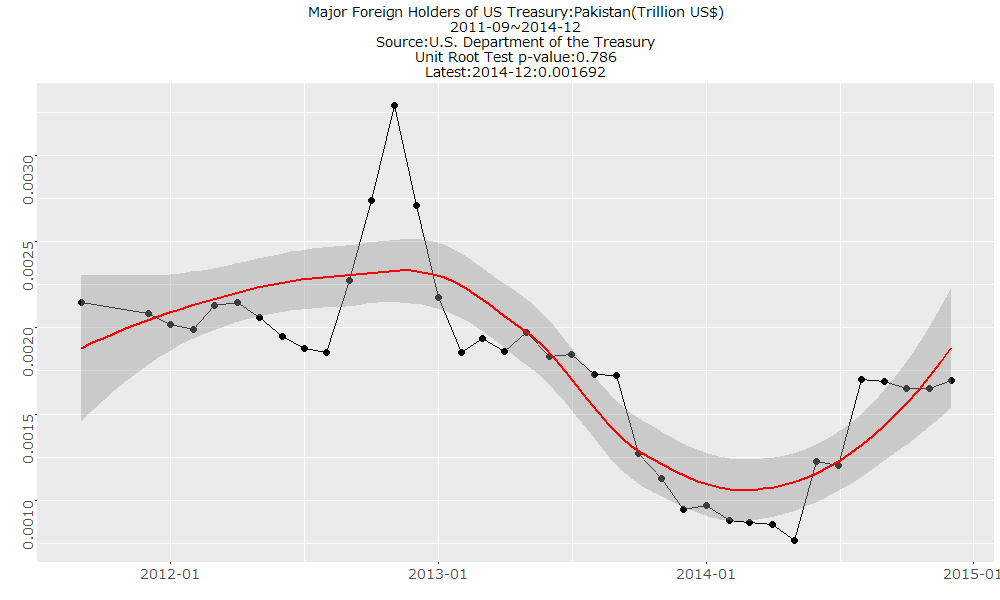 Major Foreign Holders of US Treasury:Pakistan(Trillion US$)
2011-09~2014-12
Source:U.S. Department of the Treasury
Unit Root Test p-value:0.786
Latest:2014-12:0.001692
0.0030
0.0025
0.0020
0.0015
0.0010
2012-01
2013-01
2014-01
2015-01